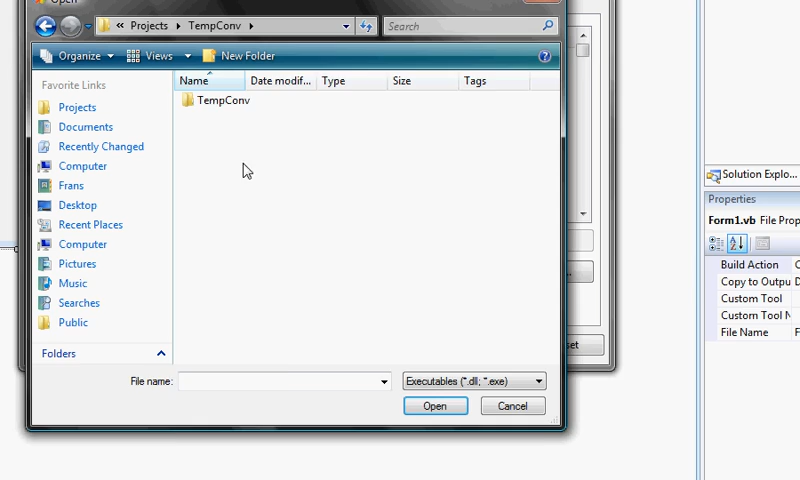 Open
« Projects TempConv
Search
Organize Views New Folder
Favorite Links
Projects
Documents
Recently Changed
Computer
Frans
Desktop
Recent Places
Computer
Pictures
Music
Searches
Public
Folders
Name Date modif... Type Size Tags
TempConv
File name:
Executables (*.dll; *.exe)
Open Cancel
...
set
Solution Explo...
Properties
Form1.vb File Prop
Build Action C
Copy to Outpu D
Custom Tool
Custom Tool N
File Name F